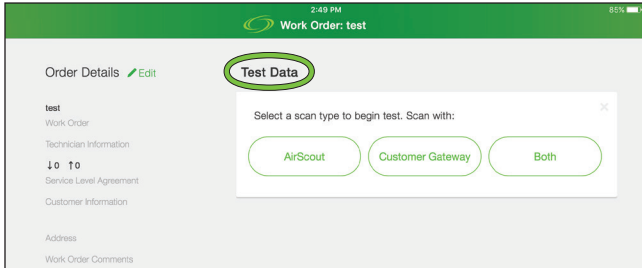 2:49 PM
85%
Work Order: test
Order Details Edit
test
Work Order
Technician Information
↓0 ↑0
Service Level Agreement
Customer Information
Address
Work Order Comments
Test Data
Select a scan type to begin test. Scan with:
AirScout Customer Gateway Both